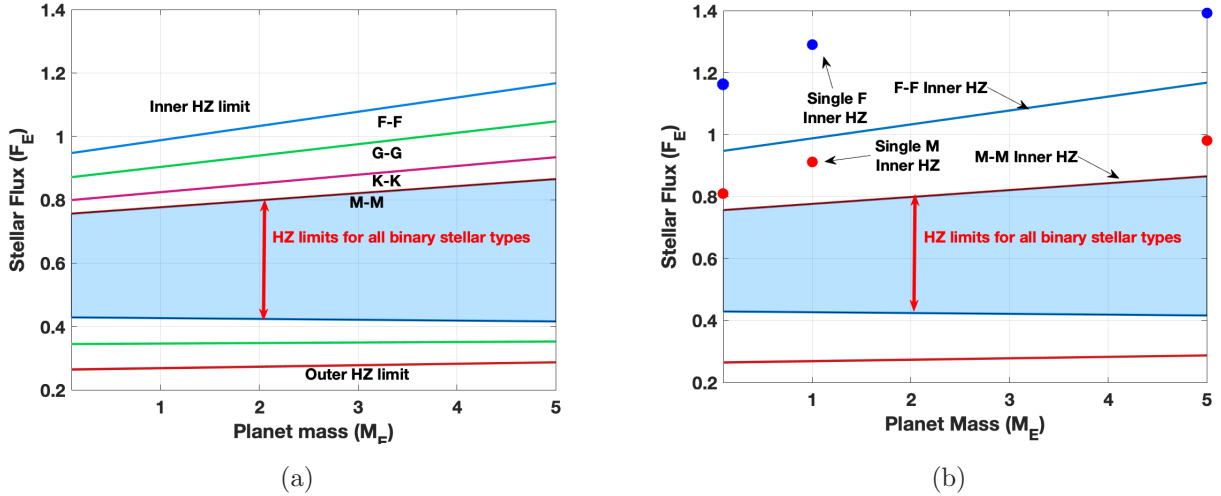 1.4
1.2
1
0.8
0.6
0.4
0.2
Stellar Flux (F_E)
Inner HZ limit
F-F
G-G
K-K
M-M
HZ limits for all binary stellar types
Outer HZ limit
1 2 3 4 5
Planet mass (M_E)
(a)
1.4
1.2
1
0.8
0.6
0.4
0.2
Stellar Flux (F_E)
Single F
Inner HZ
F-F Inner HZ
Single M
Inner HZ
M-M Inner HZ
HZ limits for all binary stellar types
1 2 3 4 5
Planet Mass (M_E)
(b)